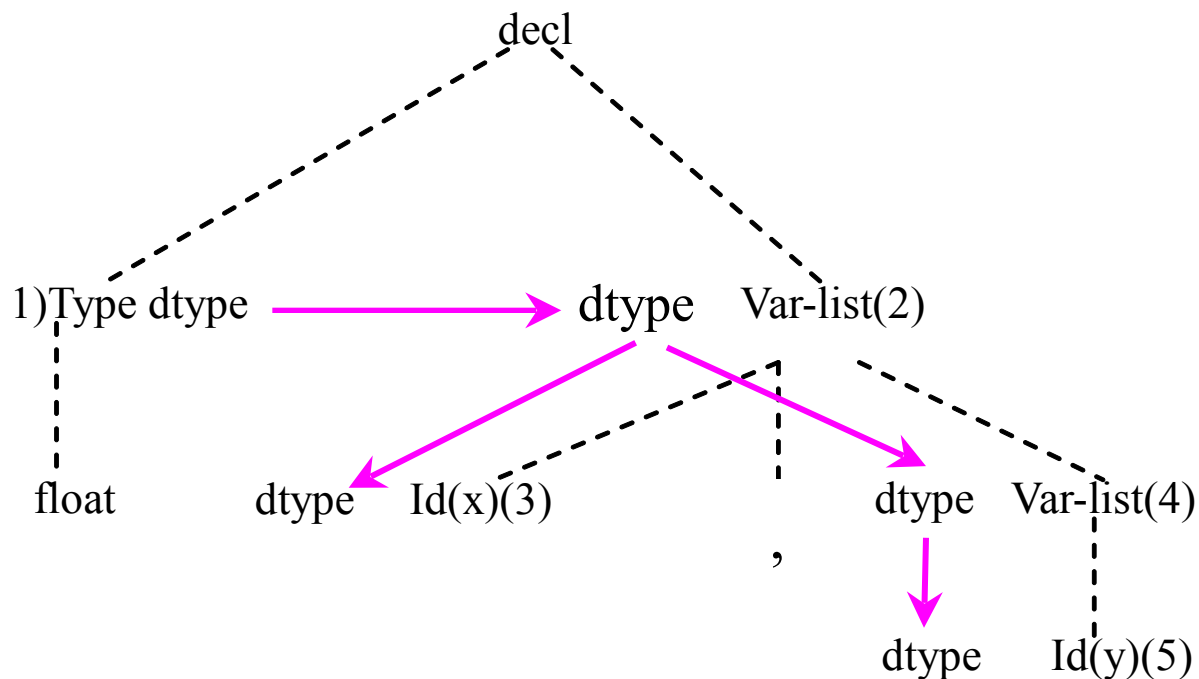 decl
1)Type dtype dtype Var-list(2)
float dtype Id(x)(3) dtype Var-list(4)
,
dtype Id(y)(5)